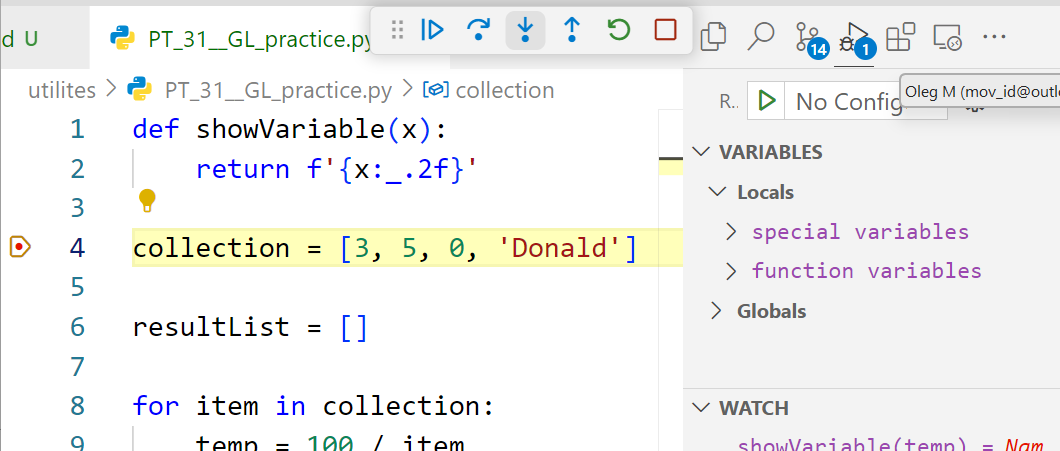 d U
PT_31__GL_practice.py
14
1
utilites > PT_31__GL_practice.py > collection
R.. No Config
Oleg M (mov_id@outl
1 def showVariable(x):
2 return f'{x:_.2f}'
3
4 collection = [3, 5, 0, 'Donald']
5
6 resultList = []
7
8 for item in collection:
9 temp = 100 / item
VARIABLES
Locals
special variables
function variables
Globals
WATCH
showVariable(temp) = Nam